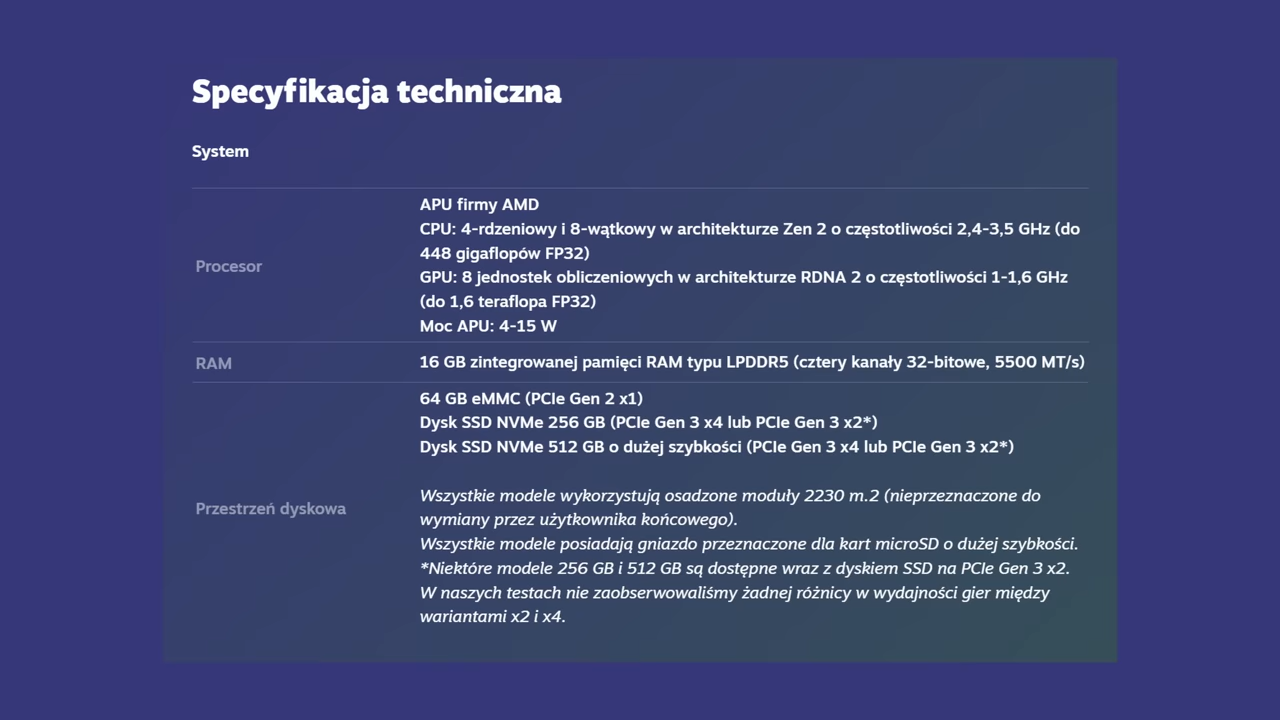 Specyfikacja techniczna
System
Procesor
APU firmy AMD
CPU: 4-rdzeniowy i 8-wątkowy w architekturze Zen 2 o częstotliwości 2,4-3,5 GHz (do
448 gigaflopów FP32)
GPU: 8 jednostek obliczeniowych w architekturze RDNA 2 o częstotliwości 1-1,6 GHz
(do 1,6 teraflopa FP32)
Moc APU: 4-15 W
RAM
16 GB zintegrowanej pamięci RAM typu LPDDR5 (cztery kanały 32-bitowe, 5500 MT/s)
Przestrzeń dyskowa
64 GB eMMC (PCIe Gen 2 x1)
Dysk SSD NVMe 256 GB (PCIe Gen 3 x4 lub PCIe Gen 3 x2*)
Dysk SSD NVMe 512 GB o dużej szybkości (PCIe Gen 3 x4 lub PCIe Gen 3 x2*)
Wszystkie modele wykorzystują osadzone moduły 2230 m.2 (nieprzeznaczone do
wymiany przez użytkownika końcowego).
Wszystkie modele posiadają gniazdo przeznaczone dla kart microSD o dużej szybkości.
*Niektóre modele 256 GB i 512 GB są dostępne wraz z dyskiem SSD na PCIe Gen 3 x2.
W naszych testach nie zaobserwowaliśmy żadnej różnicy w wydajności gier między
wariantami x2 i x4.